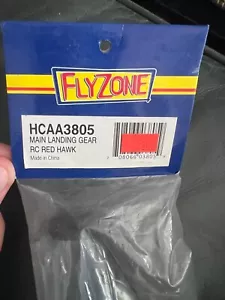 FLYZONE
HCAA3805
MAIN LANDING GEAR
RC RED HAWK
Made in China